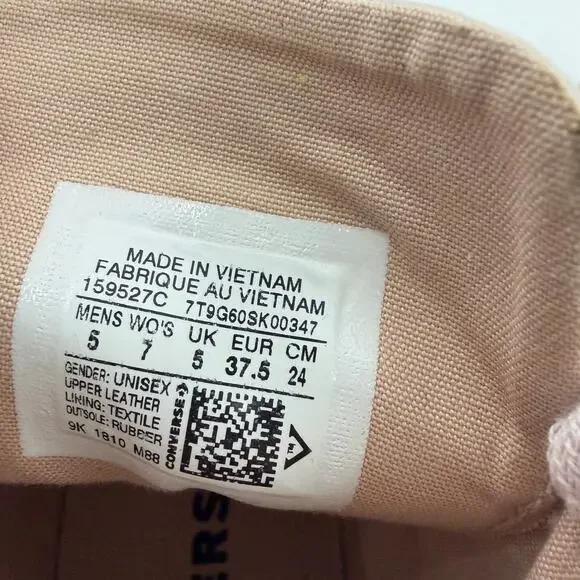 MADE IN VIETNAM
FABRIQUE AU VIETNAM
159527C 7T9G60SK00347
MENS WO'S UK EUR CM
5 7 5 37.5 24
GENDER: UNISEX
UPPER LEATHER
LINING: TEXTILE
OUTSOLE: RUBBER
9K 1810 M88
CONVERSE
ERS